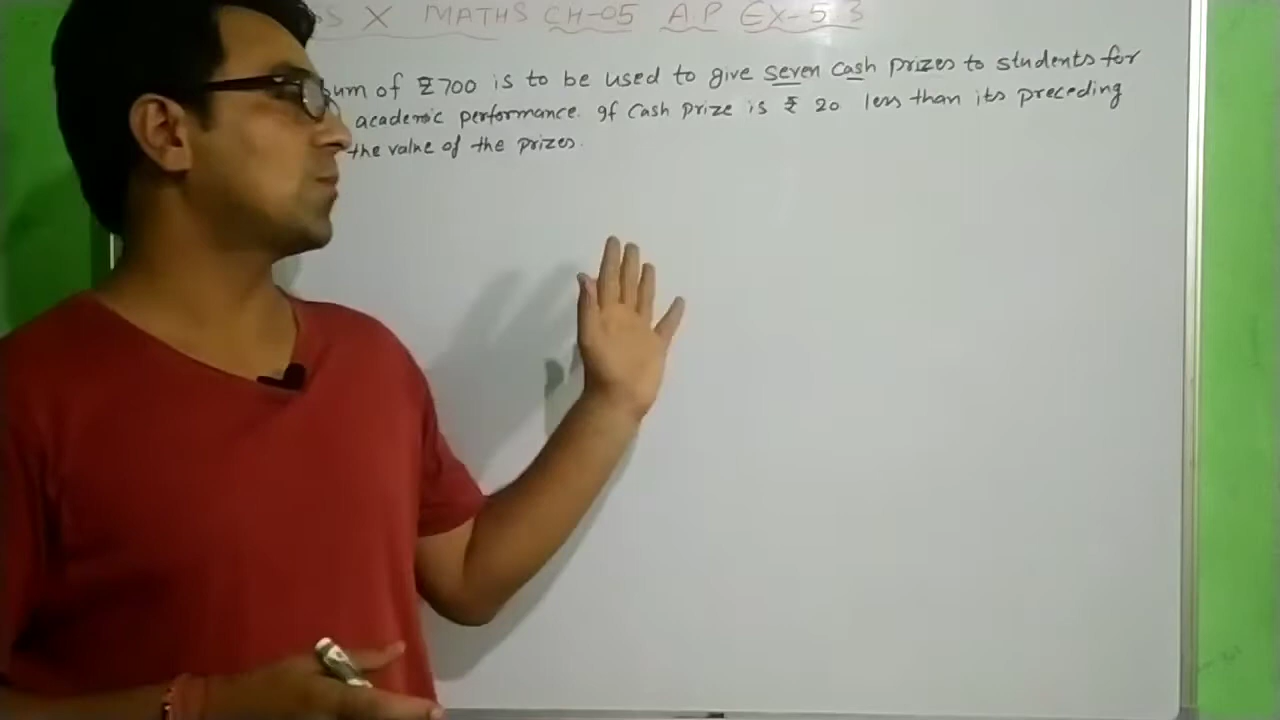 X MATHS CH-05 A.P EX-5.3
sum of ₹700 is to be used to give seven cash prizes to students for
academic performance. If Cash Prize is ₹ 20 less than its preceding
the value of the prizes.